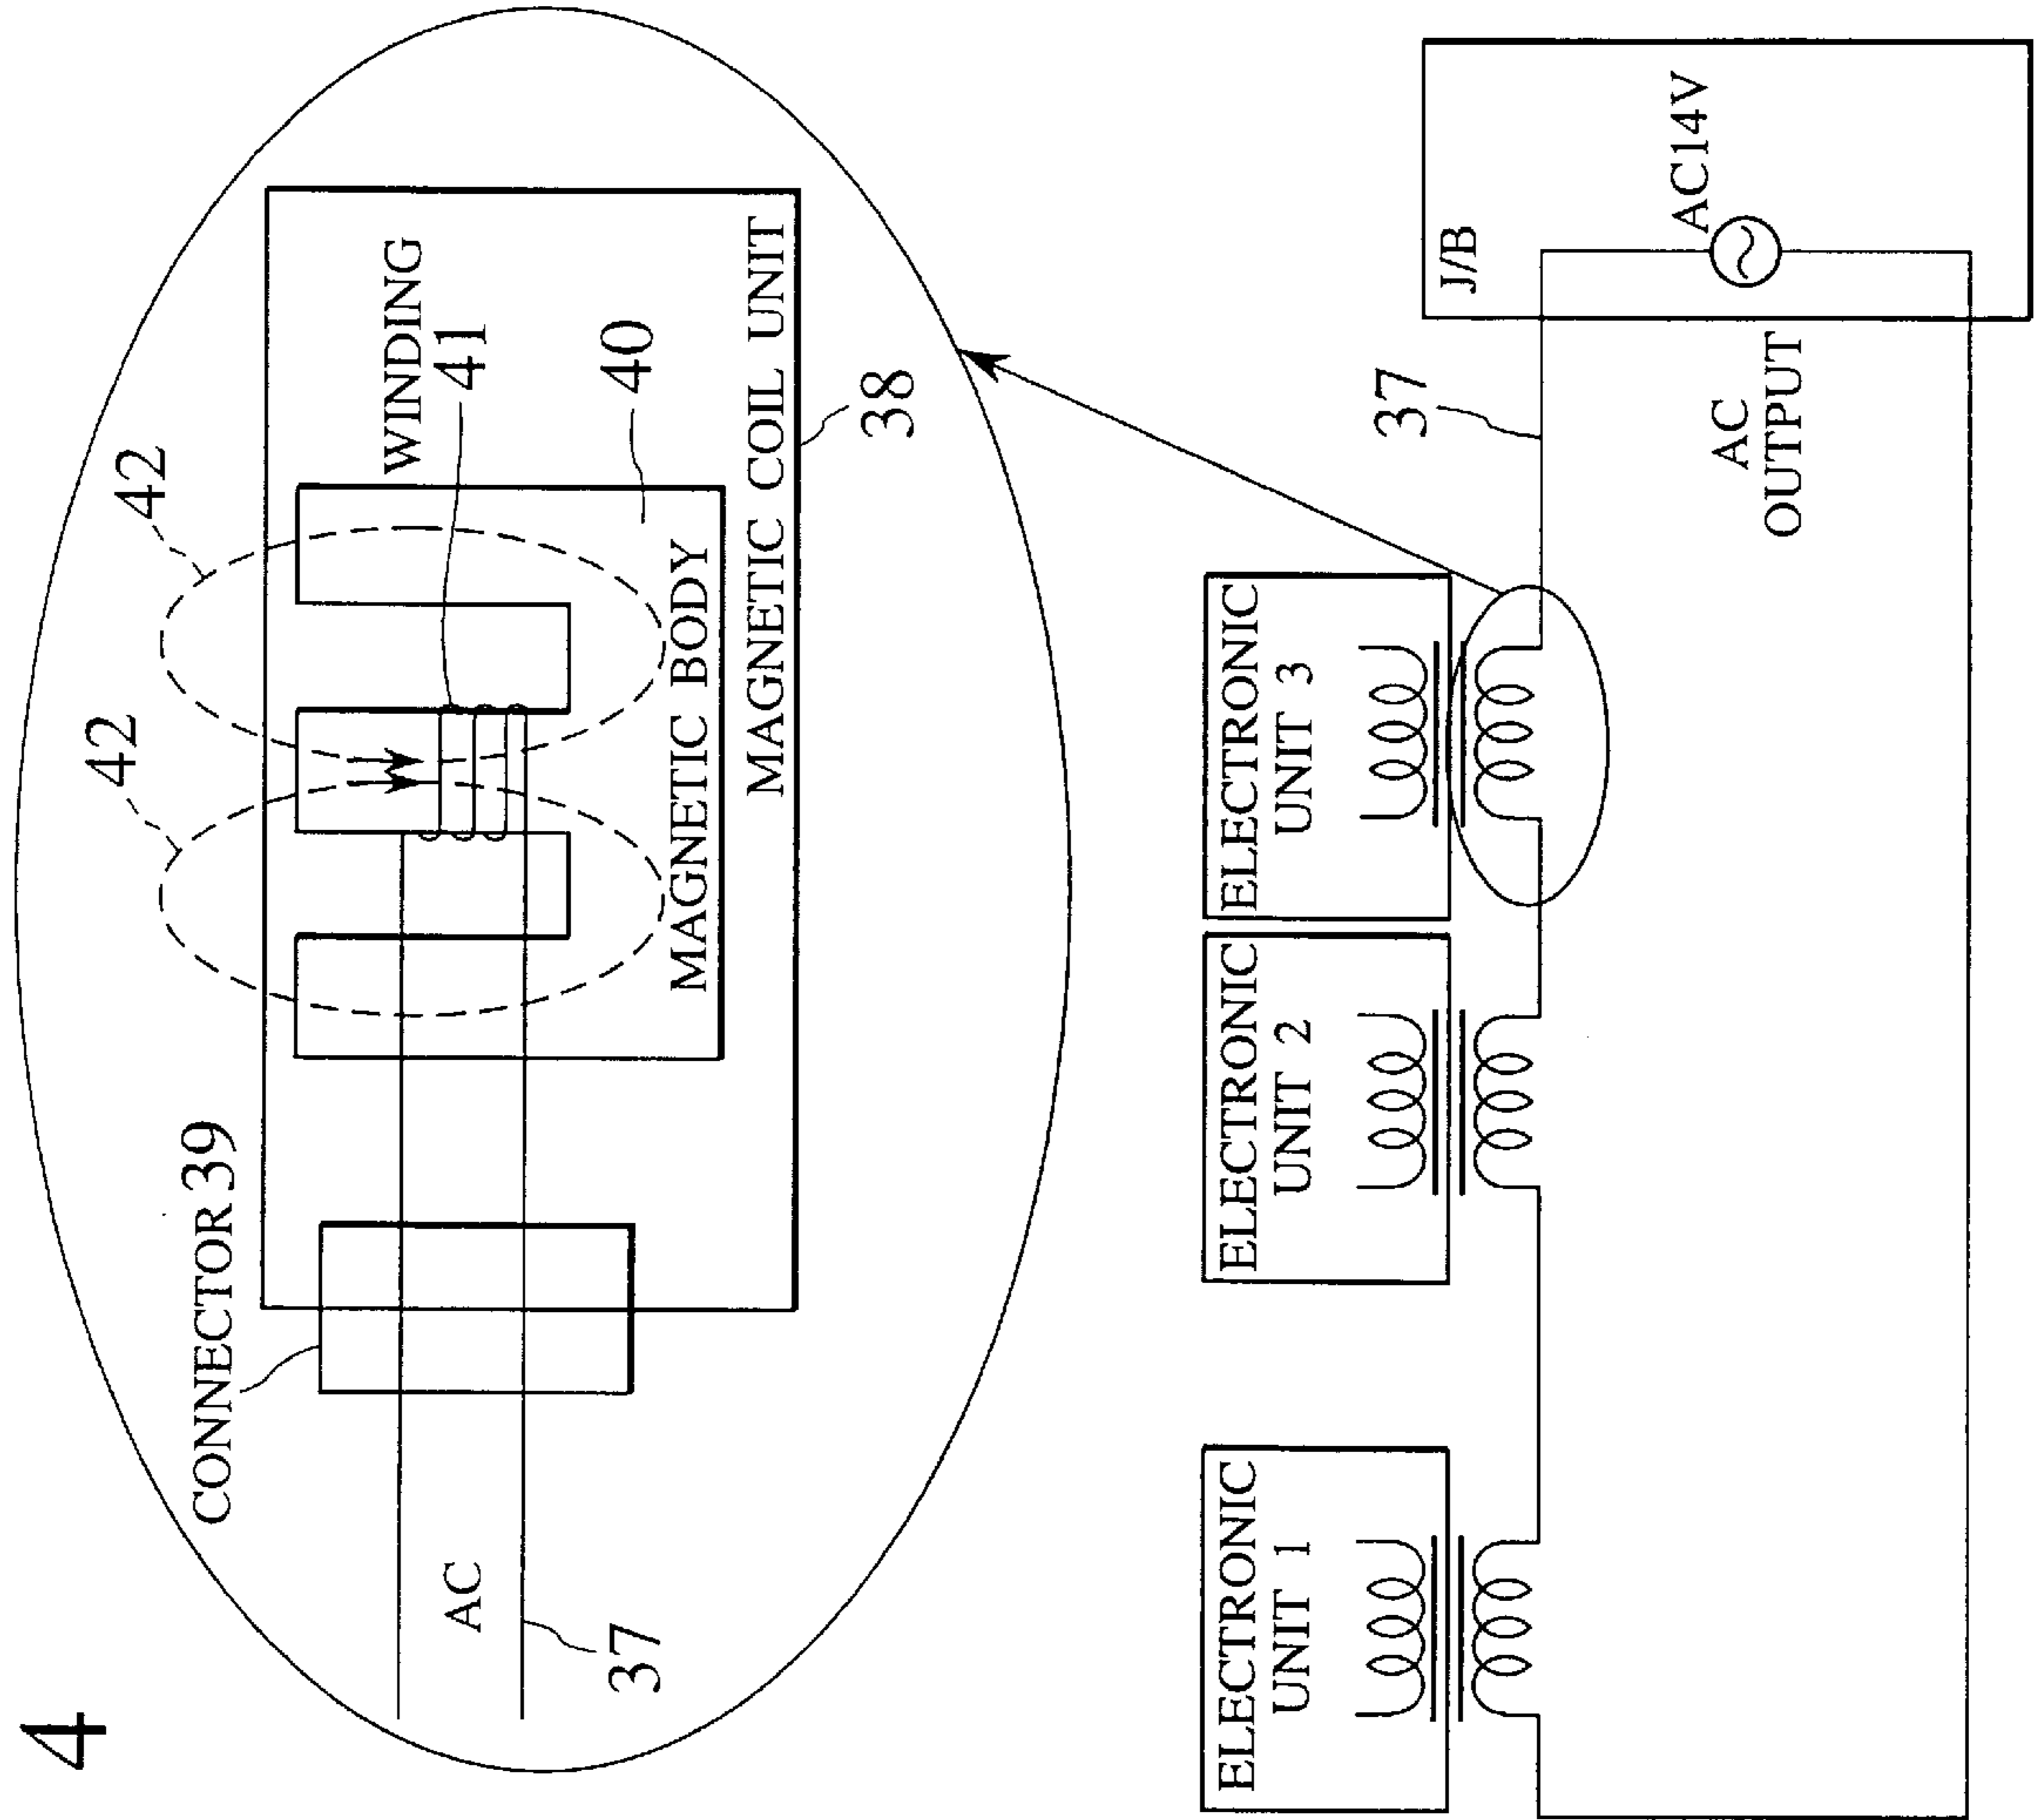 4
42
42
CONNECTOR 39
WINDING
41
40
AC
37
MAGNETIC BODY
MAGNETIC COIL UNIT
38
ELECTRONIC
UNIT 1
ELECTRONIC
UNIT 2
ELECTRONIC
UNIT 3
37
J/B
AC14V
AC
OUTPUT